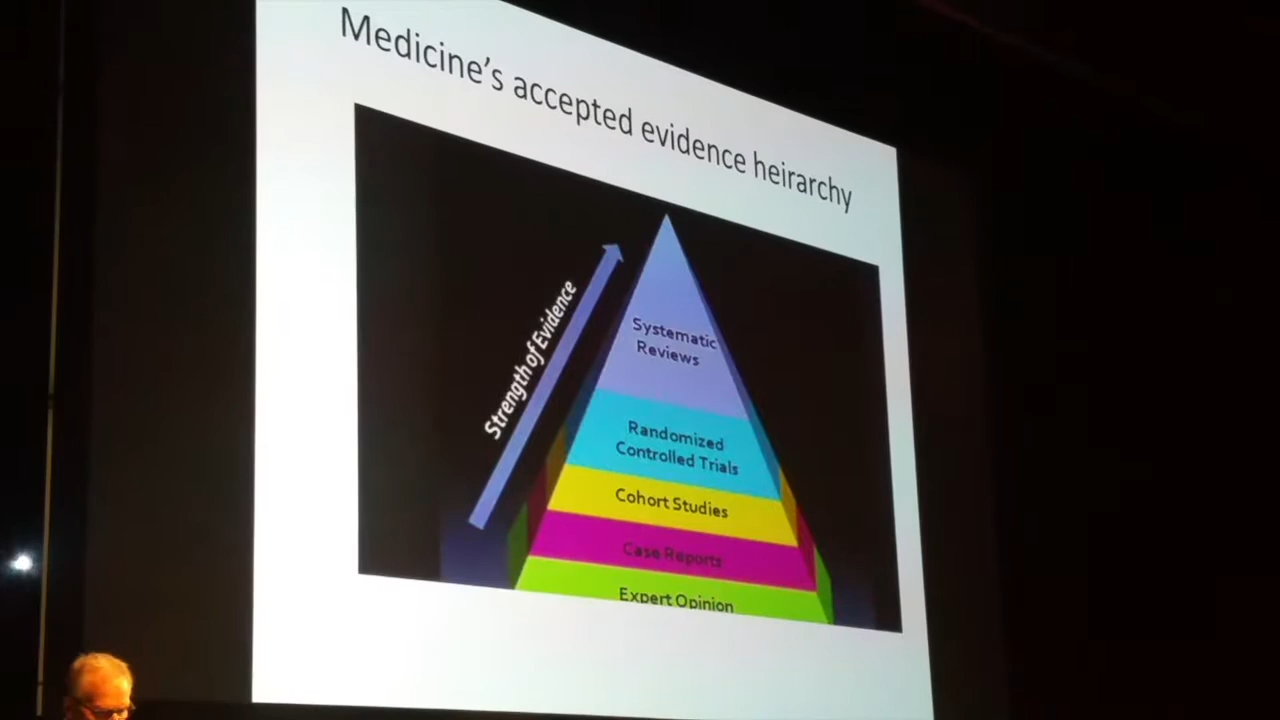 Medicine's accepted evidence heirarchy
Strength of Evidence
Systematic
Reviews
Randomized
Controlled Trials
Cohort Studies
Case Reports
Expert Opinion